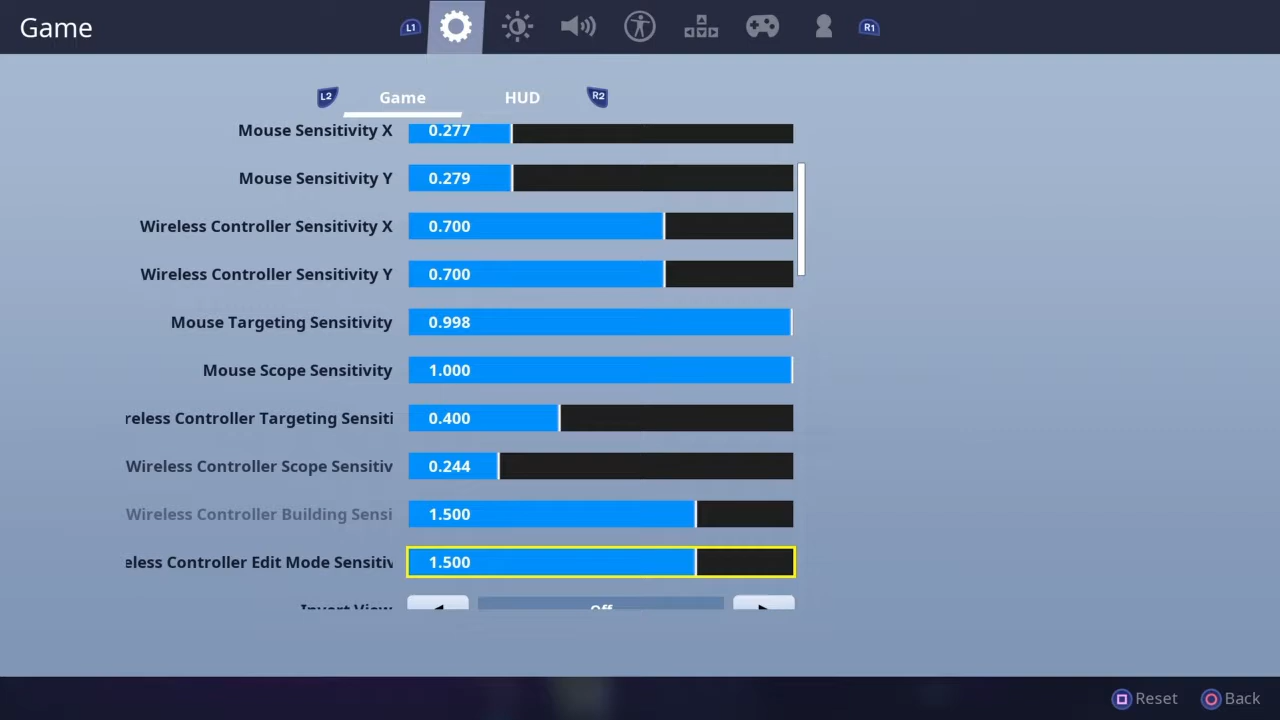 Game
L1
R1
L2
Game
HUD
R2
Mouse Sensitivity X 0.277
Mouse Sensitivity Y 0.279
Wireless Controller Sensitivity X 0.700
Wireless Controller Sensitivity Y 0.700
Mouse Targeting Sensitivity 0.998
Mouse Scope Sensitivity 1.000
reless Controller Targeting Sensiti 0.400
Wireless Controller Scope Sensitiv 0.244
Wireless Controller Building Sensi 1.500
eless Controller Edit Mode Sensitiv 1.500
Invert View Off
Reset
Back